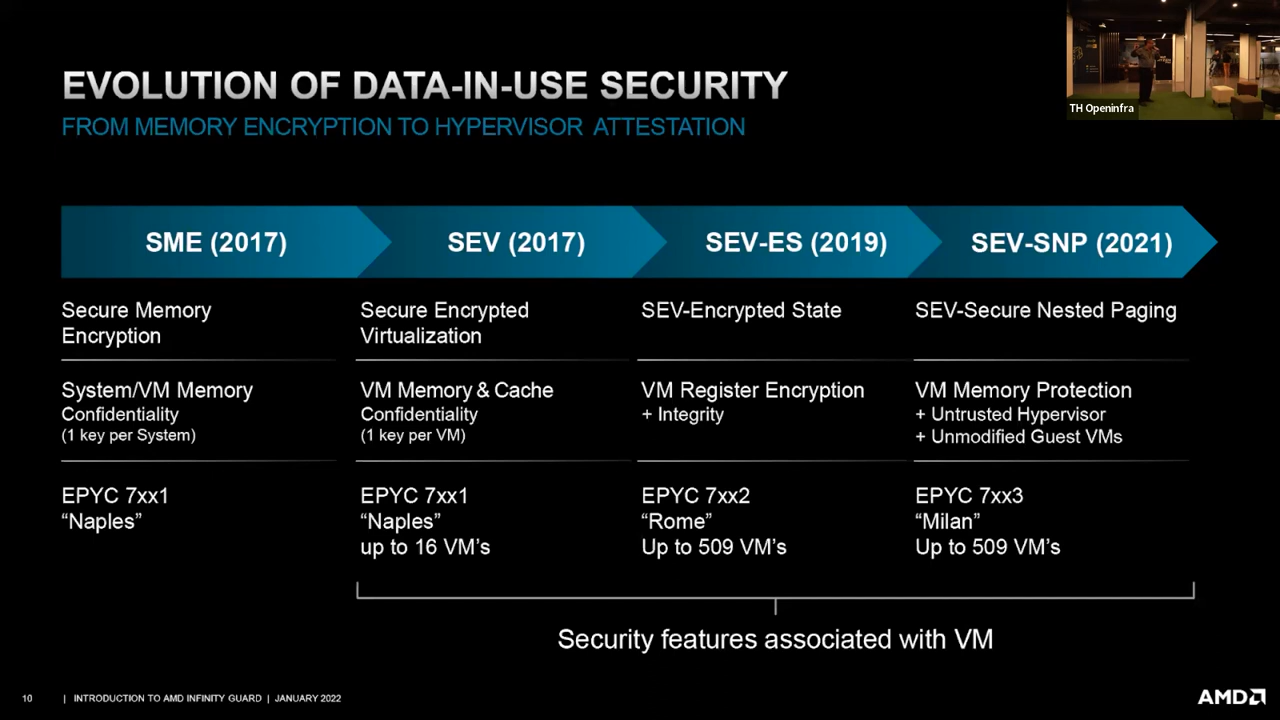 EVOLUTION OF DATA-IN-USE SECURITY
FROM MEMORY ENCRYPTION TO HYPERVISOR ATTESTATION
TH Openinfra
SME (2017)
SEV (2017)
SEV-ES (2019)
SEV-SNP (2021)
Secure Memory
Encryption
Secure Encrypted
Virtualization
SEV-Encrypted State
SEV-Secure Nested Paging
System/VM Memory
Confidentiality
(1 key per System)
VM Memory & Cache
Confidentiality
(1 key per VM)
VM Register Encryption
+ Integrity
VM Memory Protection
+ Untrusted Hypervisor
+ Unmodified Guest VMs
EPYC 7xx1
“Naples”
EPYC 7xx1
“Naples”
up to 16 VM’s
EPYC 7xx2
“Rome”
Up to 509 VM’s
EPYC 7xx3
“Milan”
Up to 509 VM’s
Security features associated with VM
10 | INTRODUCTION TO AMD INFINITY GUARD | JANUARY 2022
AMD